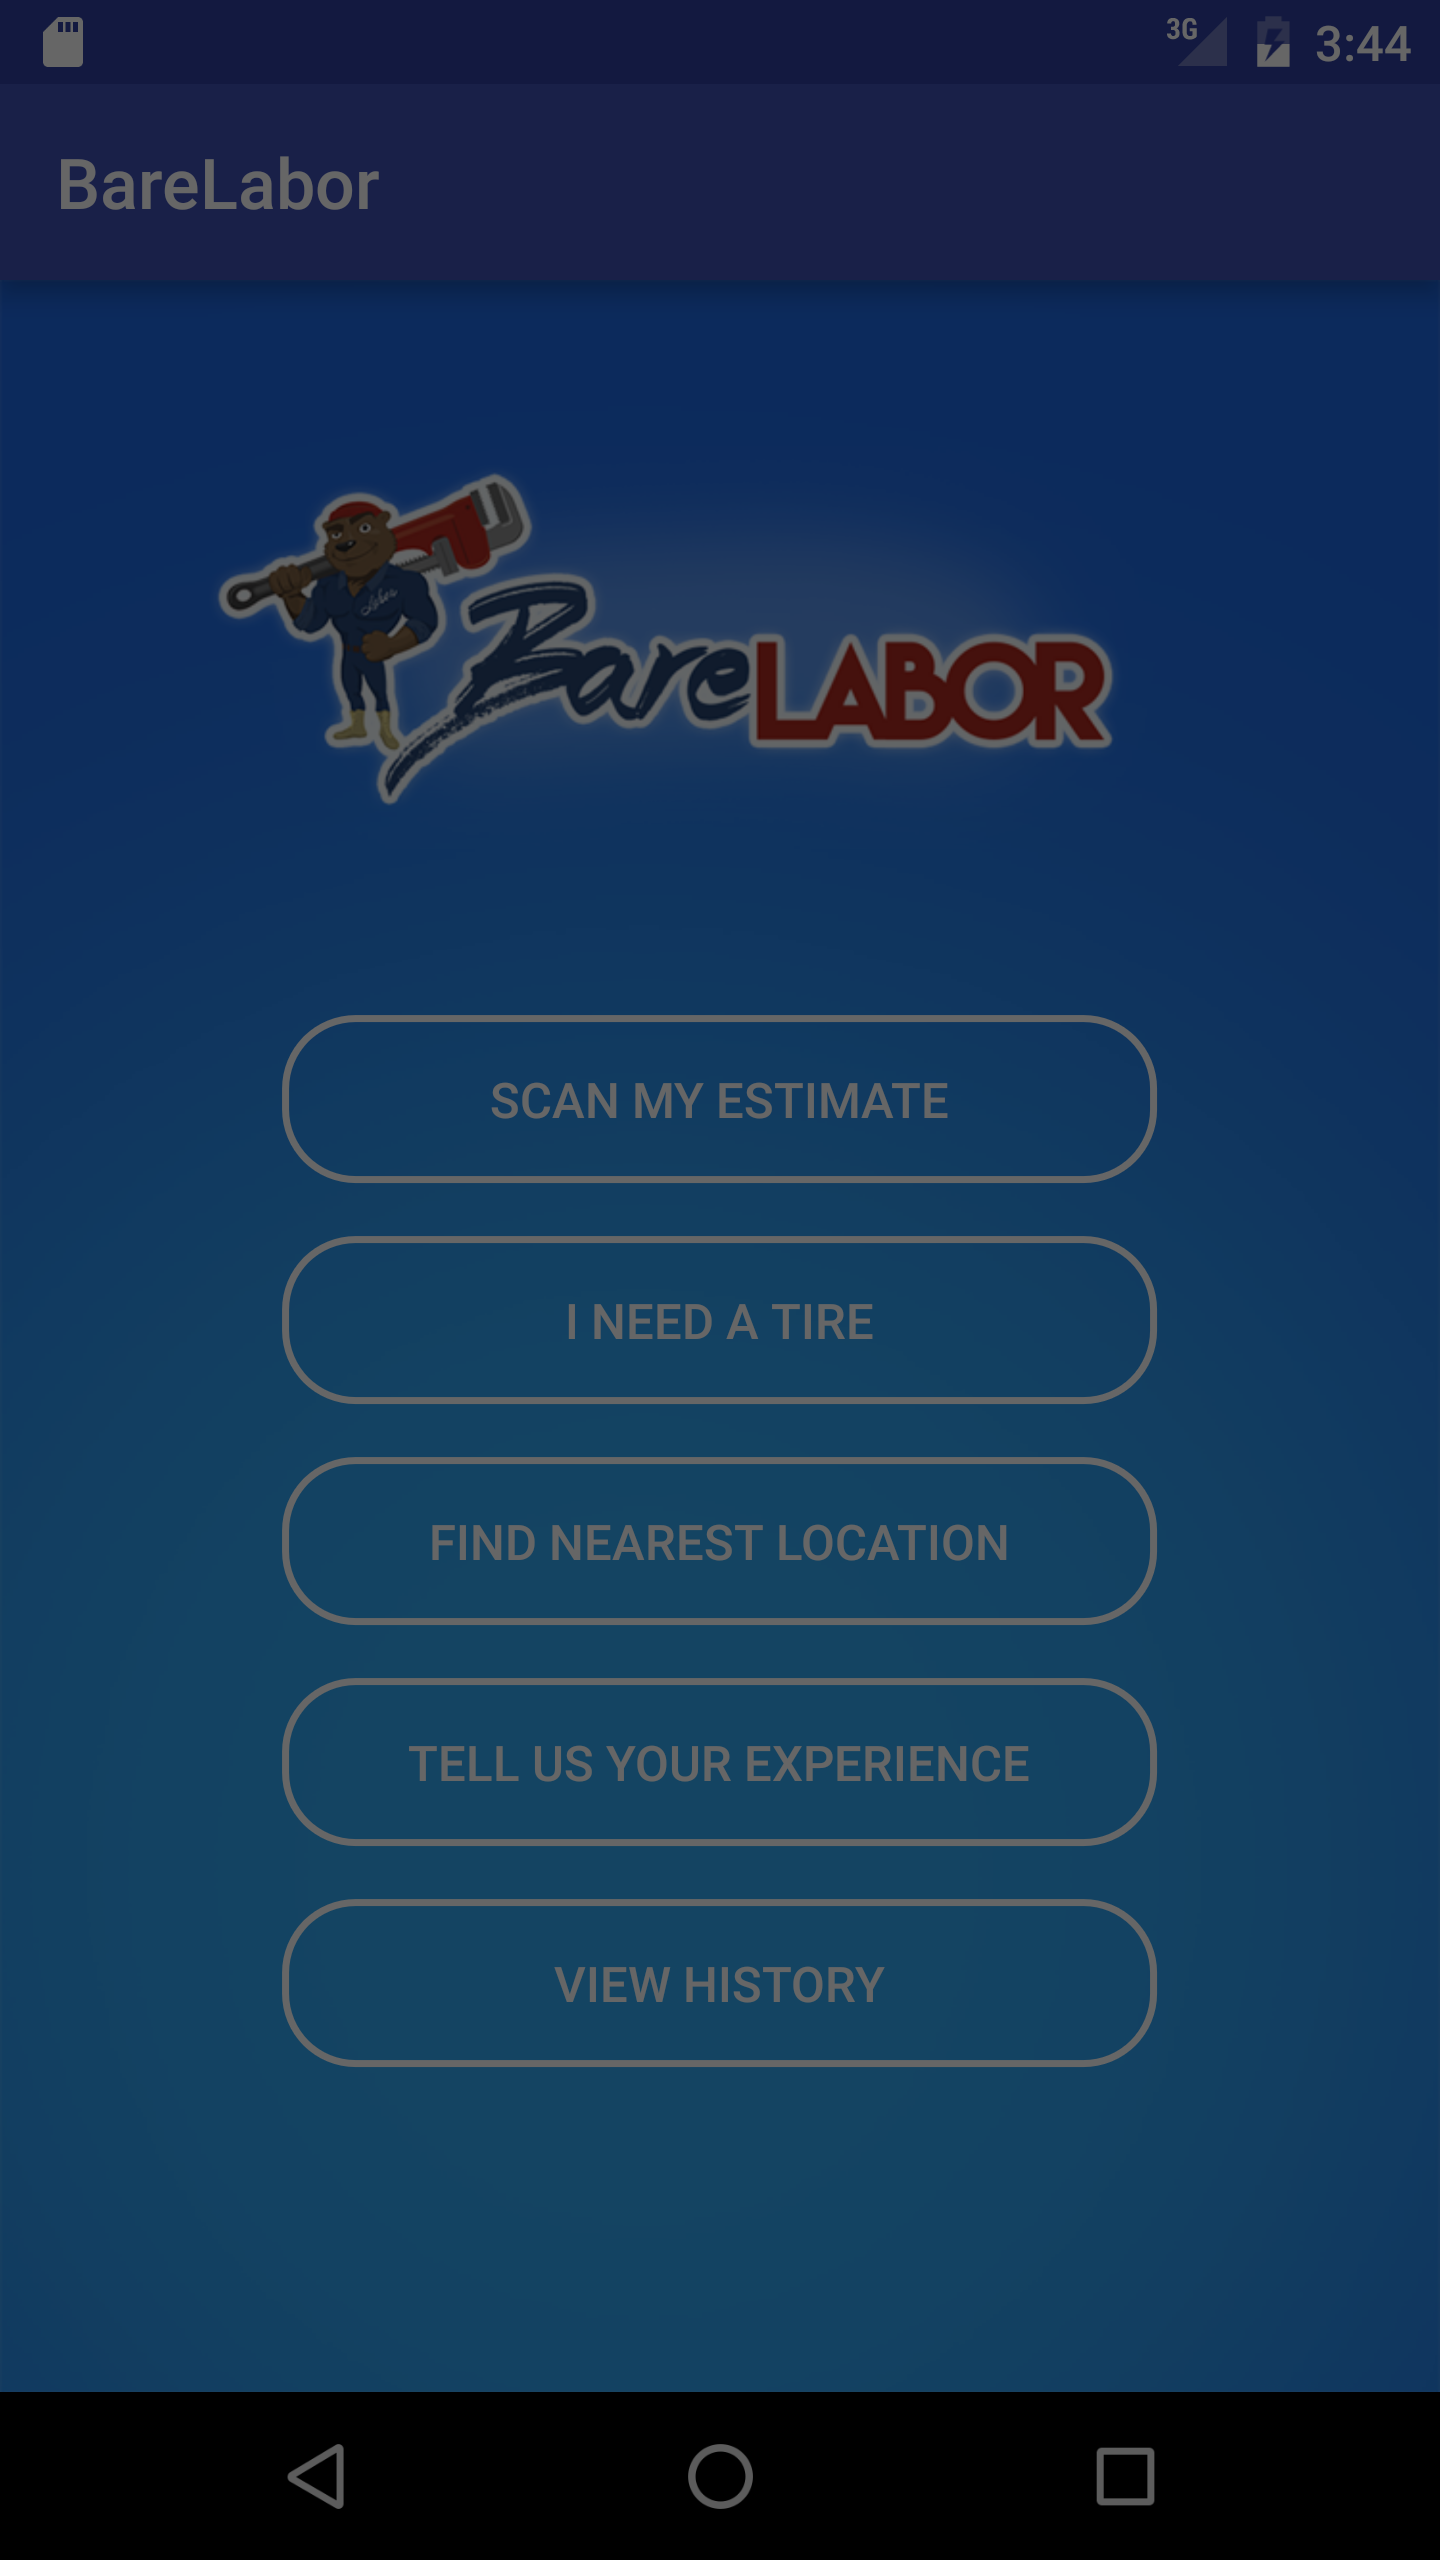 3G 3:44
BareLabor
Labor
BareLABOR
SCAN MY ESTIMATE
I NEED A TIRE
FIND NEAREST LOCATION
TELL US YOUR EXPERIENCE
VIEW HISTORY